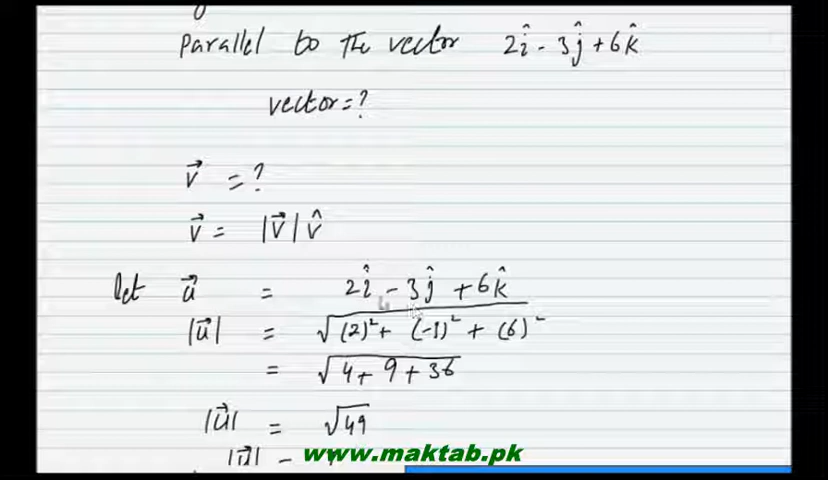 Parallel to the vector 2î - 3ĵ + 6k̂
vector = ?
v⃗ = ?
v⃗ = |v⃗| v̂
let u⃗ = 2î - 3ĵ + 6k̂
|u⃗| = √(2)² + (-3)² + (6)²
= √4 + 9 + 36
|u⃗| = √49
|u⃗| =
www.maktab.pk